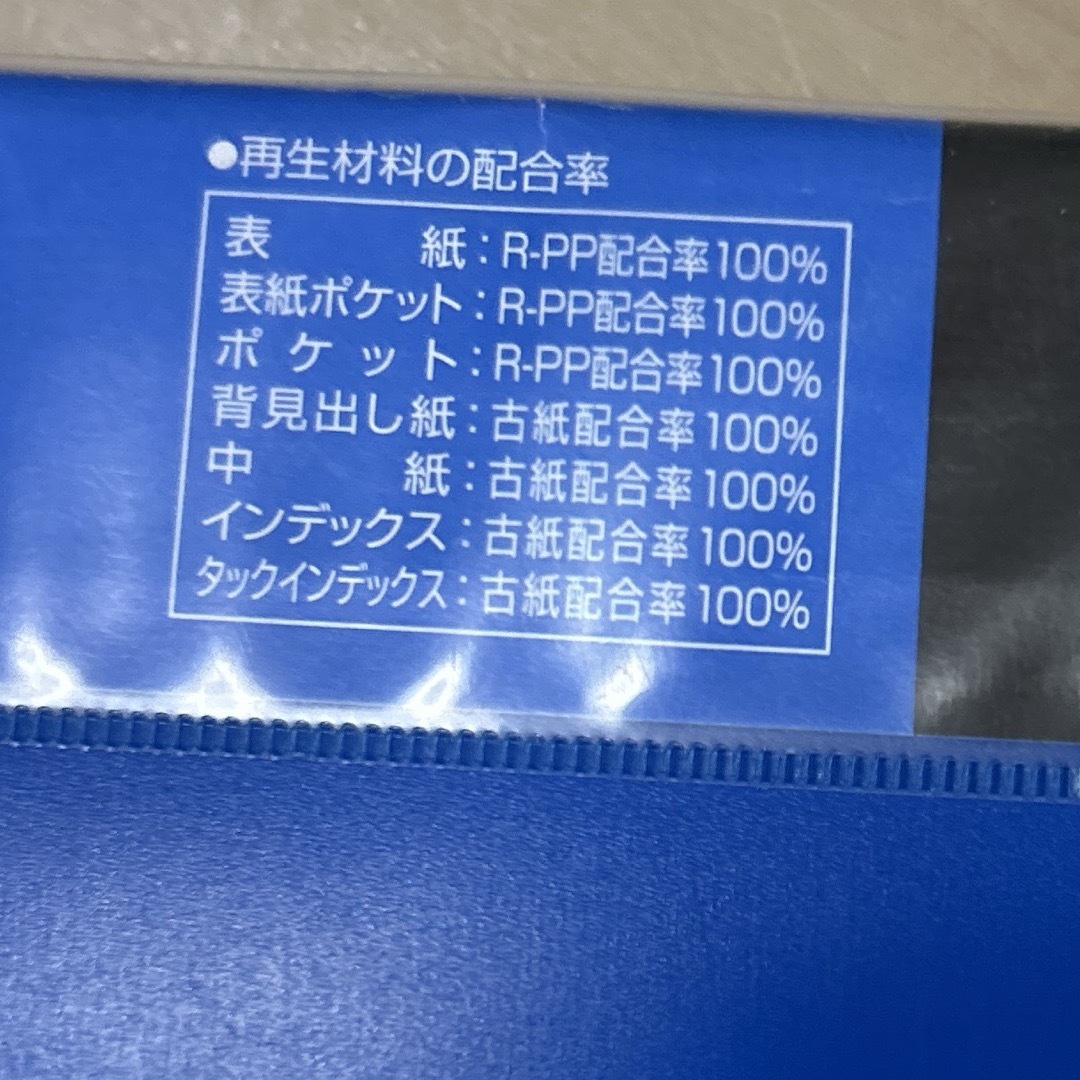 ●再生材料の配合率
表 紙：R-PP配合率100%
表紙ポケット：R-PP配合率100%
ポケット：R-PP配合率100%
背見出し紙：古紙配合率100%
中 紙：古紙配合率100%
インデックス：古紙配合率100%
タックインデックス：古紙配合率100%